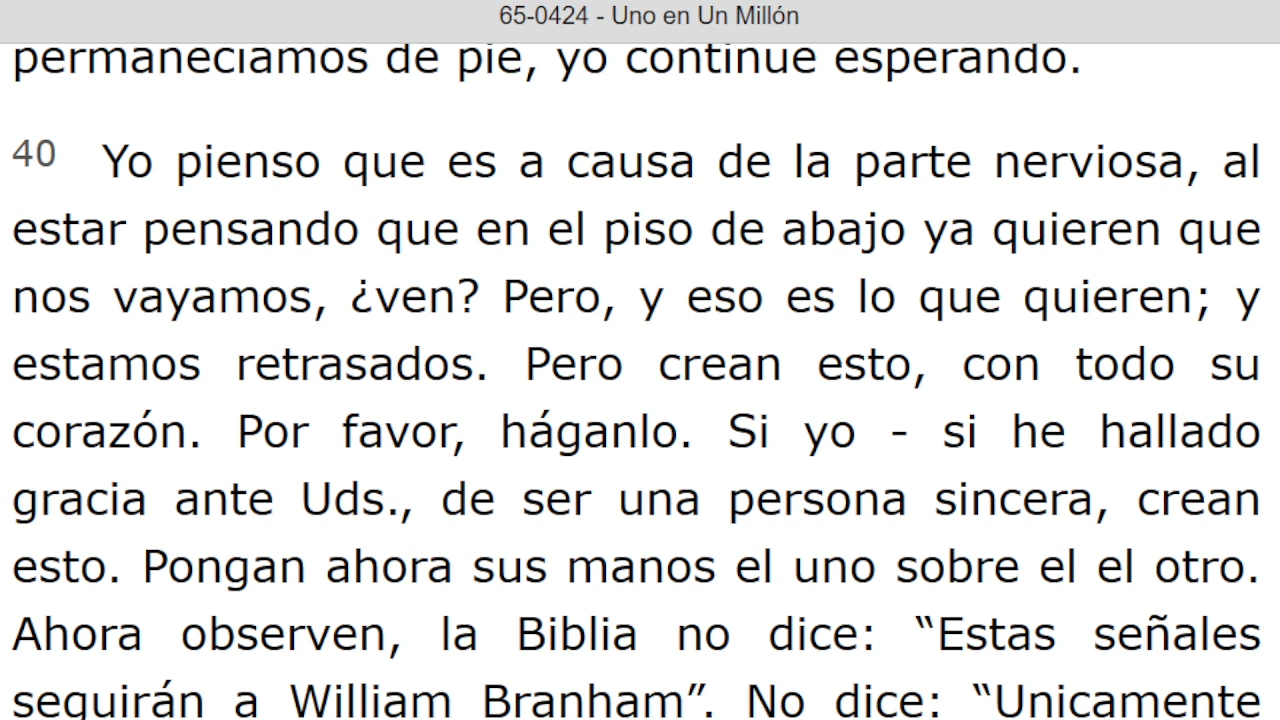 65-0424 - Uno en Un Millón
permanecíamos de pie, yo continué esperando.
40 Yo pienso que es a causa de la parte nerviosa, al
estar pensando que en el piso de abajo ya quieren que
nos vayamos, ¿ven? Pero, y eso es lo que quieren; y
estamos retrasados. Pero crean esto, con todo su
corazón. Por favor, háganlo. Si yo - si he hallado
gracia ante Uds., de ser una persona sincera, crean
esto. Pongan ahora sus manos el uno sobre el el otro.
Ahora observen, la Biblia no dice: “Estas señales
seguirán a William Branham”. No dice: “Unicamente